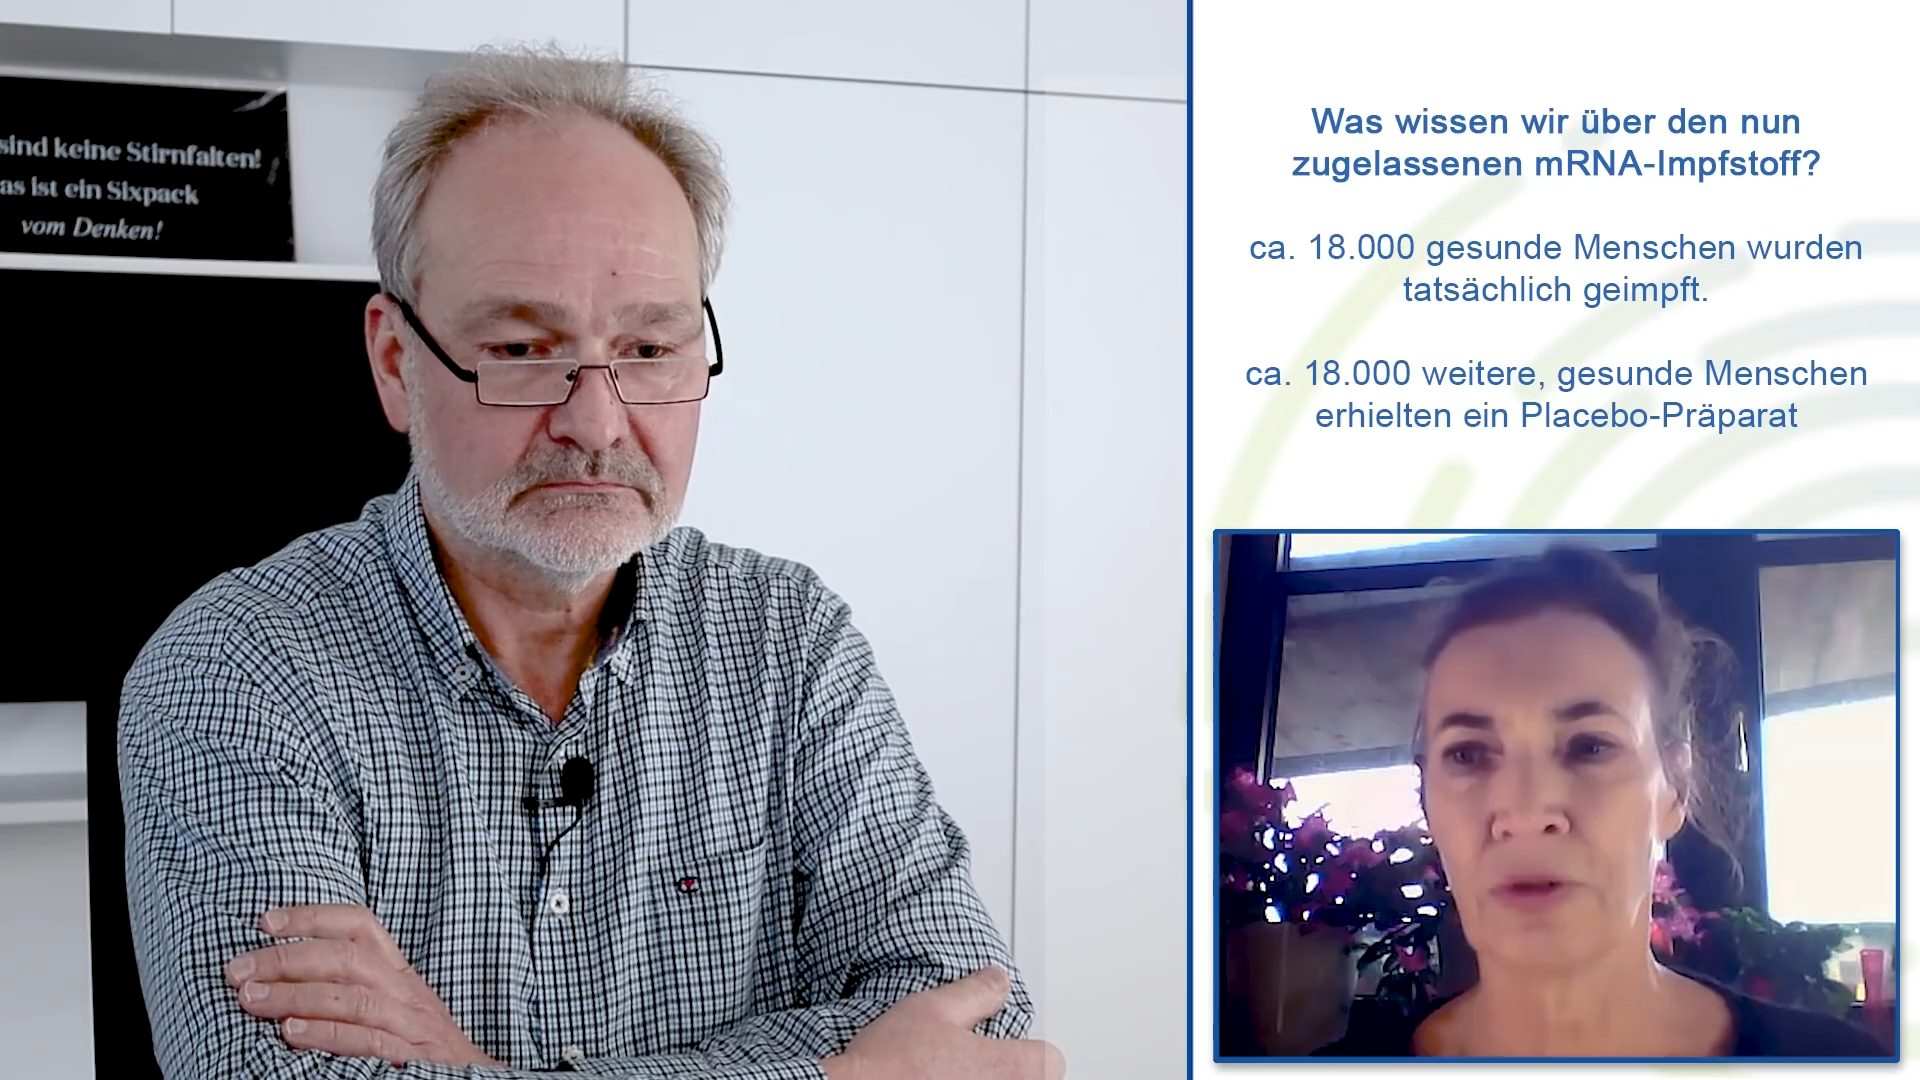 sind keine Stirnfalten!
as ist ein Sixpack
vom Denken!
Was wissen wir über den nun
zugelassenen mRNA-Impfstoff?
ca. 18.000 gesunde Menschen wurden
tatsächlich geimpft.
ca. 18.000 weitere, gesunde Menschen
erhielten ein Placebo-Präparat